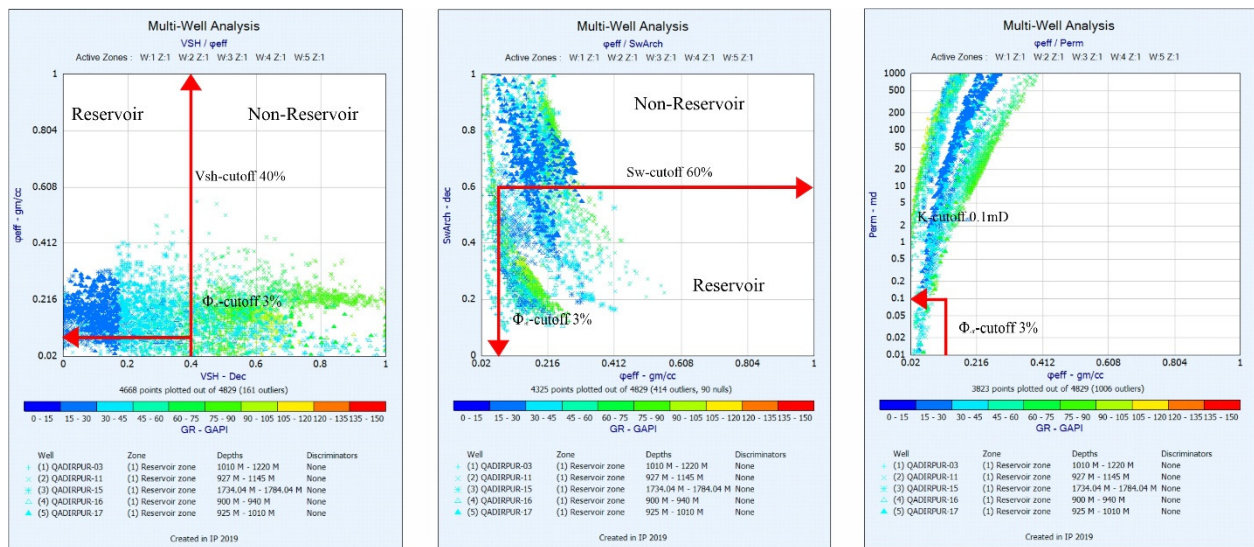 Multi-Well Analysis
VSH / φeff
Active Zones : W:1 Z:1 W:2 Z:1 W:3 Z:1 W:4 Z:1 W:5 Z:1
1
Reservoir
Non-Reservoir
0.804
Vsh-cutoff 40%
φeff - gm/cc
0.608
0.412
0.216
Φ-cutoff 3%
0.02
0 0.2 0.4 0.6 0.8 1
VSH - Dec
4668 points plotted out of 4829 (161 outliers)
0 - 15 15 - 30 30 - 45 45 - 60 60 - 75 75 - 90 90 - 105 105 - 120 120 - 135 135 - 150
GR - GAPI
Well Zone Depths Discriminators
(1) QADIRPUR-03 (1) Reservoir zone 1010 M - 1220 M None
(2) QADIRPUR-11 (1) Reservoir zone 927 M - 1145 M None
(3) QADIRPUR-15 (1) Reservoir zone 1734.04 M - 1784.04 M None
(4) QADIRPUR-16 (1) Reservoir zone 900 M - 940 M None
(5) QADIRPUR-17 (1) Reservoir zone 925 M - 1010 M None
Created in IP 2019
Multi-Well Analysis
φeff / SwArch
Active Zones : W:1 Z:1 W:2 Z:1 W:3 Z:1 W:4 Z:1 W:5 Z:1
1
Non-Reservoir
0.8
Sw-cutoff 60%
0.6
SwArch - dec
0.4
Reservoir
0.2
Φ-cutoff 3%
0
0.02 0.216 0.412 0.608 0.804 1
φeff - gm/cc
4325 points plotted out of 4829 (414 outliers, 90 nulls)
0 - 15 15 - 30 30 - 45 45 - 60 60 - 75 75 - 90 90 - 105 105 - 120 120 - 135 135 - 150
GR - GAPI
Well Zone Depths Discriminators
(1) QADIRPUR-03 (1) Reservoir zone 1010 M - 1220 M None
(2) QADIRPUR-11 (1) Reservoir zone 927 M - 1145 M None
(3) QADIRPUR-15 (1) Reservoir zone 1734.04 M - 1784.04 M None
(4) QADIRPUR-16 (1) Reservoir zone 900 M - 940 M None
(5) QADIRPUR-17 (1) Reservoir zone 925 M - 1010 M None
Created in IP 2019
Multi-Well Analysis
φeff / Perm
Active Zones : W:1 Z:1 W:2 Z:1 W:3 Z:1 W:4 Z:1 W:5 Z:1
1000
500
200
100
50
20
10
5
K-cutoff 0.1mD
2
Perm - md
1
0.5
0.2
0.1
0.05
Φ-cutoff 3%
0.02
0.01
0.02 0.216 0.412 0.608 0.804 1
φeff - gm/cc
3823 points plotted out of 4829 (1006 outliers)
0 - 15 15 - 30 30 - 45 45 - 60 60 - 75 75 - 90 90 - 105 105 - 120 120 - 135 135 - 150
GR - GAPI
Well Zone Depths Discriminators
(1) QADIRPUR-03 (1) Reservoir zone 1010 M - 1220 M None
(2) QADIRPUR-11 (1) Reservoir zone 927 M - 1145 M None
(3) QADIRPUR-15 (1) Reservoir zone 1734.04 M - 1784.04 M None
(4) QADIRPUR-16 (1) Reservoir zone 900 M - 940 M None
(5) QADIRPUR-17 (1) Reservoir zone 925 M - 1010 M None
Created in IP 2019